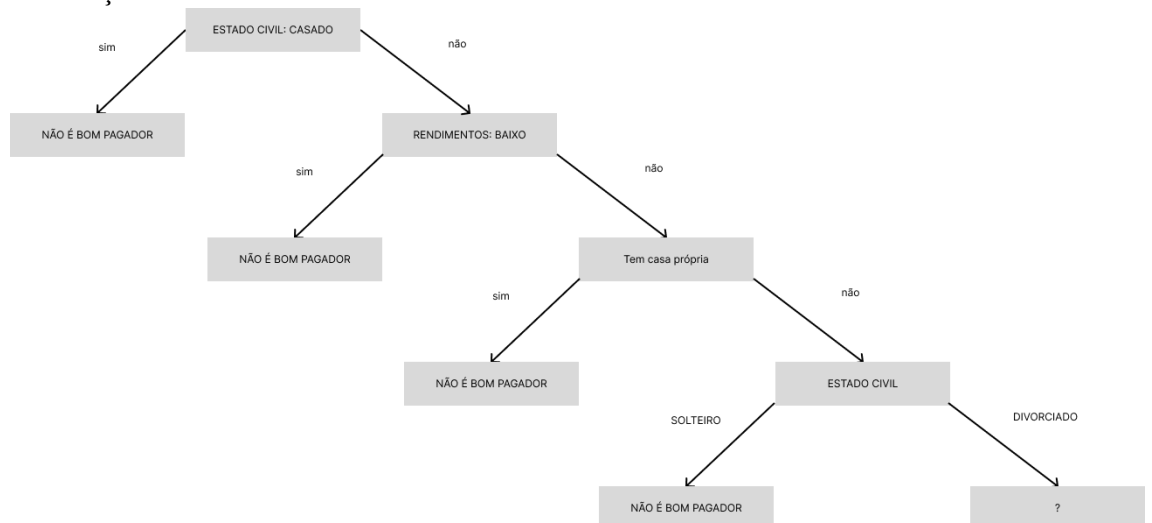 ESTADO CIVIL: CASADO
sim
não
NÃO É BOM PAGADOR
RENDIMENTOS: BAIXO
sim
não
NÃO É BOM PAGADOR
Tem casa própria
sim
não
NÃO É BOM PAGADOR
ESTADO CIVIL
SOLTEIRO
DIVORCIADO
NÃO É BOM PAGADOR
?